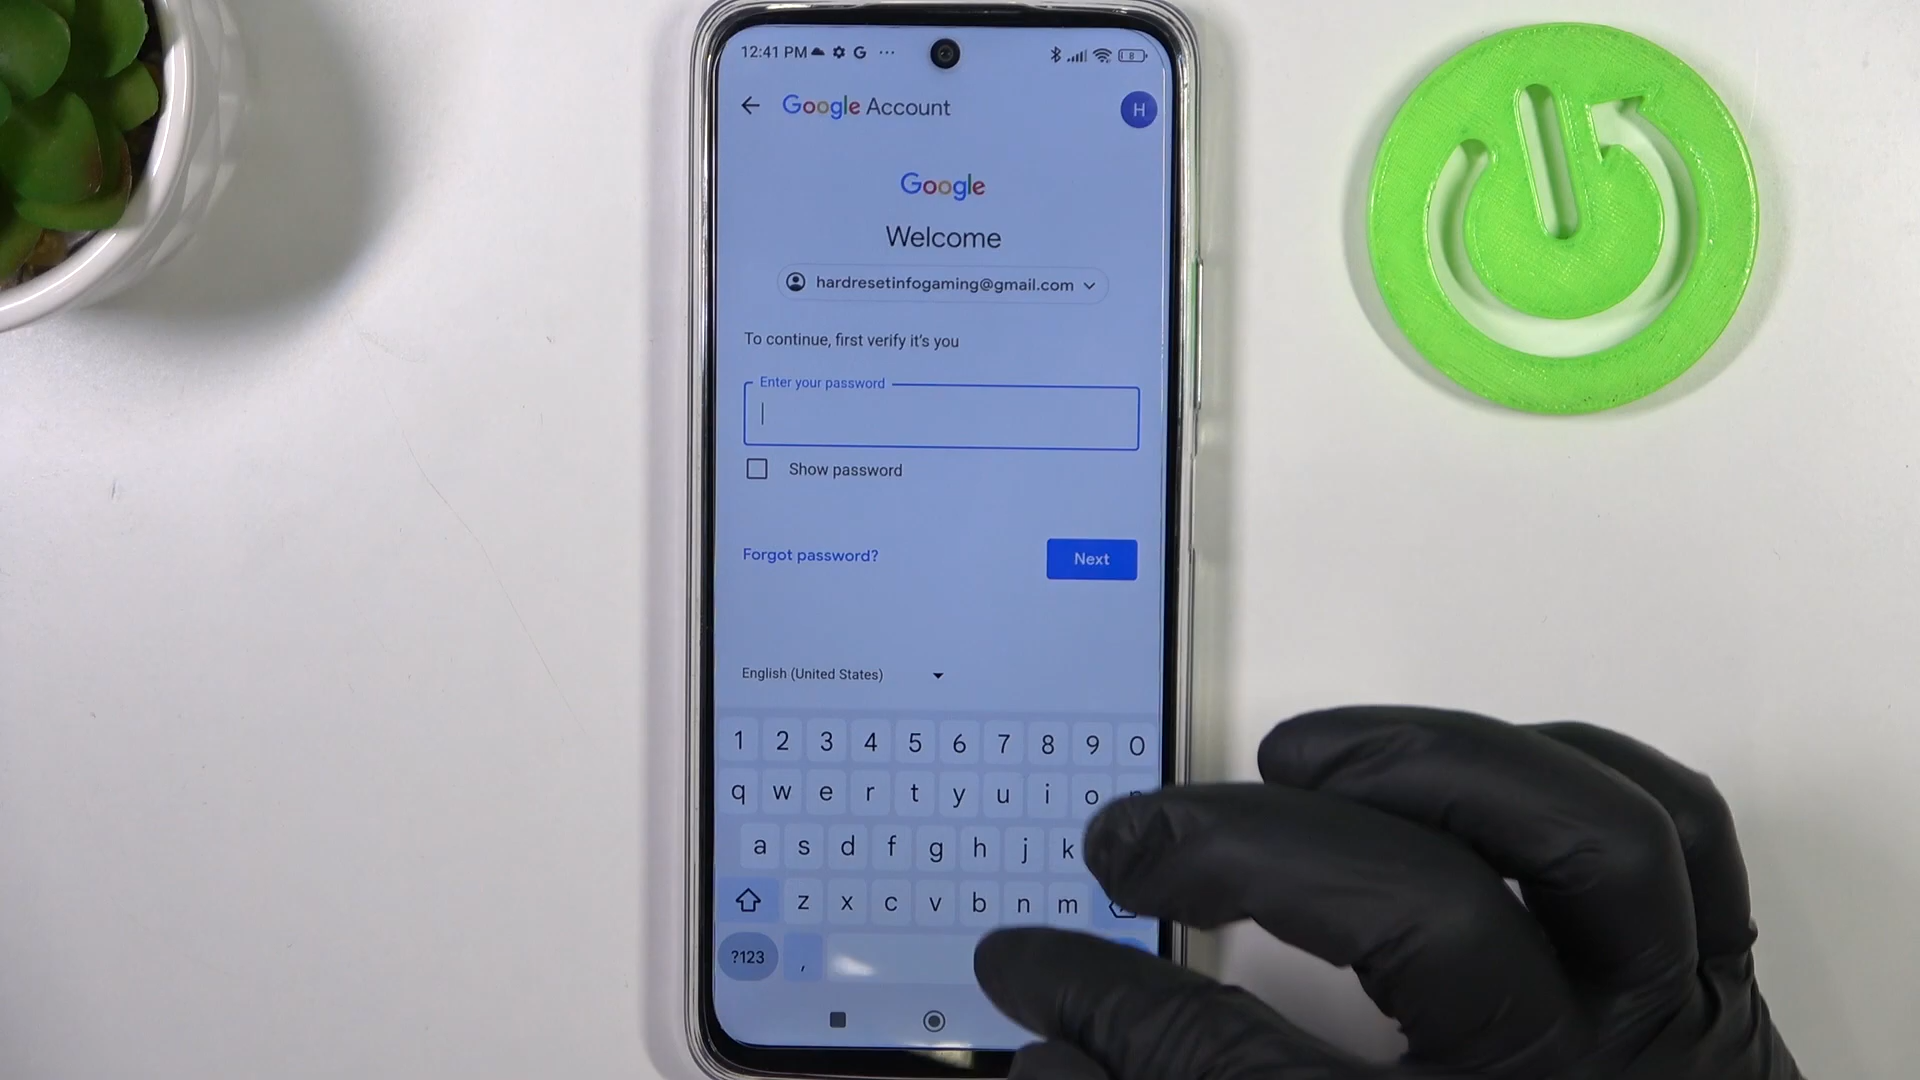 12:41 PM G ... 8
Google Account H
Google
Welcome
hardresetinfogaming@gmail.com
To continue, first verify it's you
Enter your password
Show password
Forgot password? Next
English (United States)
1 2 3 4 5 6 7 8 9 0
q w e r t y u i o
a s d f g h j k
z x c v b n m
?123 ,